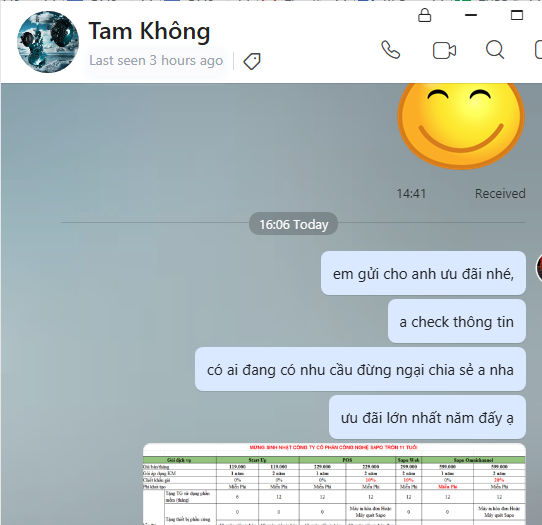 Tam Không
Last seen 3 hours ago
14:41 Received
16:06 Today
em gửi cho anh ưu đãi nhé,
a check thông tin
có ai đang có nhu cầu đừng ngại chia sẻ a nha
ưu đãi lớn nhất năm đấy ạ
MỪNG SINH NHẬT CÔNG TY CỔ PHẦN CÔNG NGHỆ SAPO TRÒN 11 TUỔI
Gói dịch vụ Start Up POS Sapo Web Sapo Omnichannel
Giá bán/tháng 119.000 119.000 229.000 229.000 299.000 599.000 599.000
Gói áp dụng KM 1 năm 2 năm 1 năm 2 năm 2 năm 1 năm 2 năm
Chiết khấu gói 0% 0% 0% 10% 10% 0% 20%
Phí khởi tạo Miễn Phí Miễn Phí Miễn Phí Miễn Phí Miễn Phí Miễn Phí Miễn Phí
Tặng TG sử dụng phần
mềm (tháng) 6 12 12 12 12 12 12
0 0 0 Máy in hóa đơn Hoặc
Máy quét Sapo 0 0 Máy in hóa đơn Hoặc
Máy quét Sapo
Tặng thiết bị phần cứng